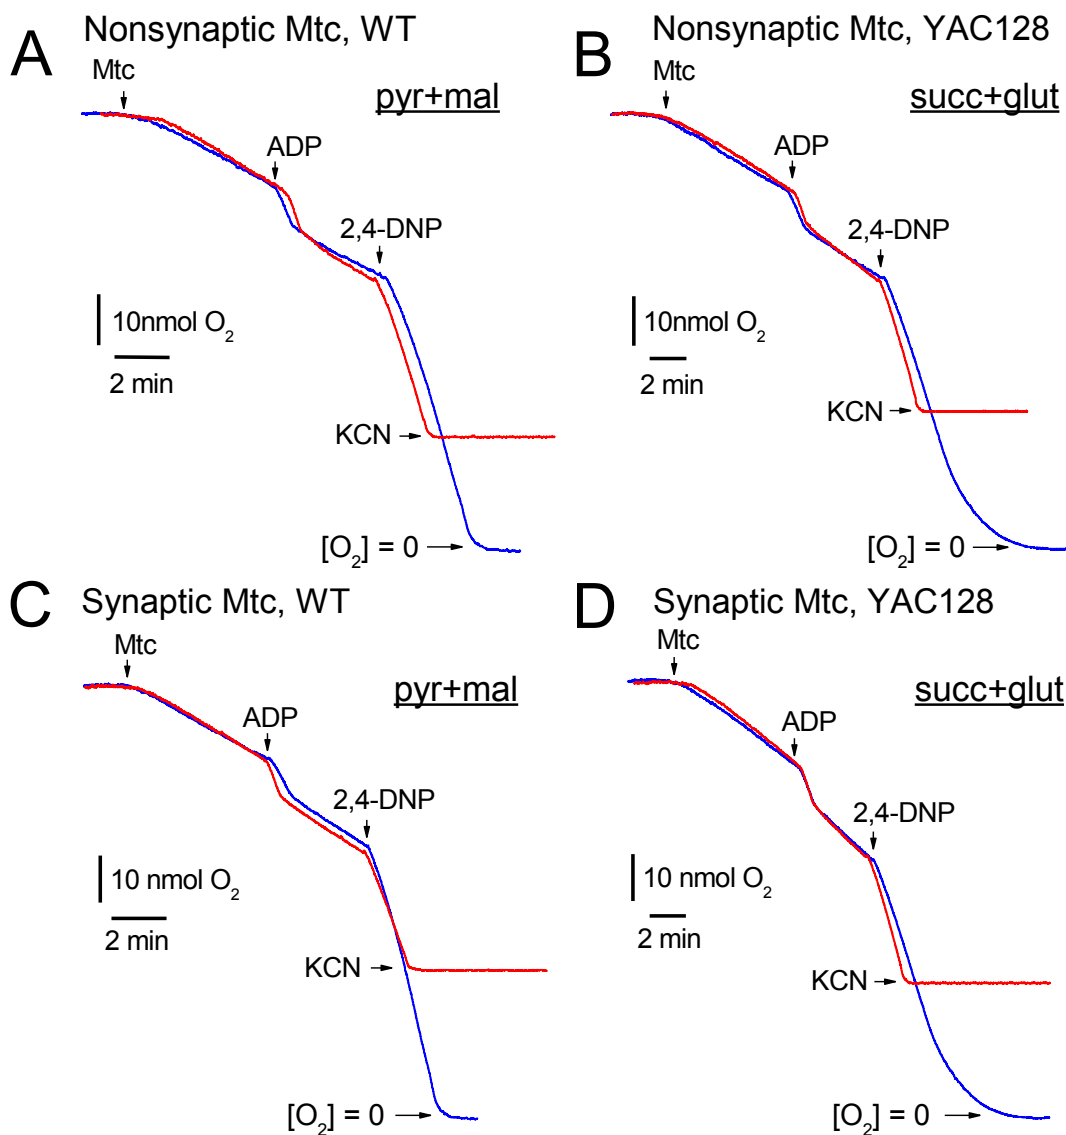 A
Nonsynaptic Mtc, WT
Mtc
pyr+mal
ADP
2,4-DNP
10nmol O₂
2 min
KCN
[O₂] = 0
B
Nonsynaptic Mtc, YAC128
Mtc
succ+glut
ADP
2,4-DNP
10nmol O₂
2 min
KCN
[O₂] = 0
C
Synaptic Mtc, WT
Mtc
pyr+mal
ADP
2,4-DNP
10 nmol O₂
2 min
KCN
[O₂] = 0
D
Synaptic Mtc, YAC128
Mtc
succ+glut
ADP
2,4-DNP
10 nmol O₂
2 min
KCN
[O₂] = 0